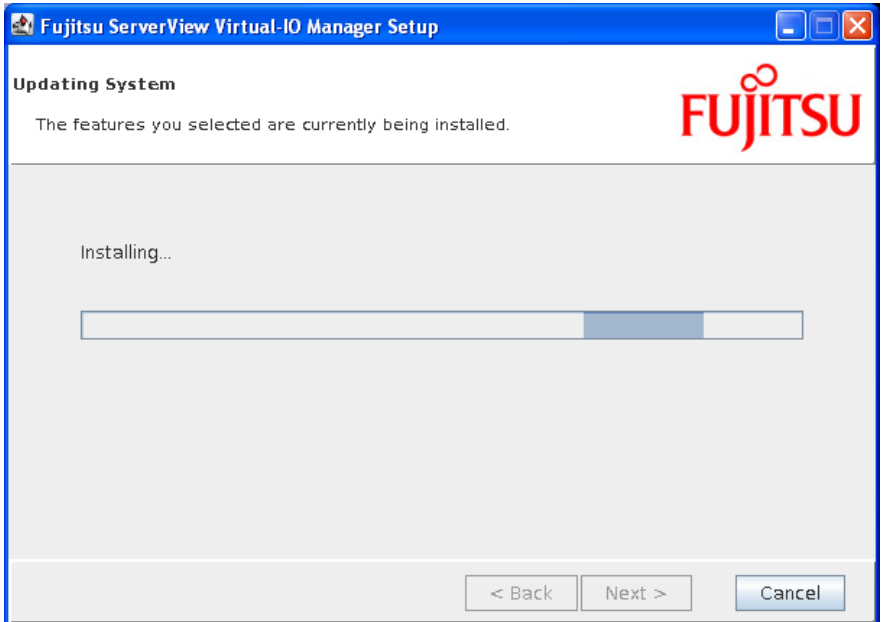 Fujitsu ServerView Virtual-IO Manager Setup
Updating System
The features you selected are currently being installed.
FUJITSU
Installing...
< Back Next > Cancel